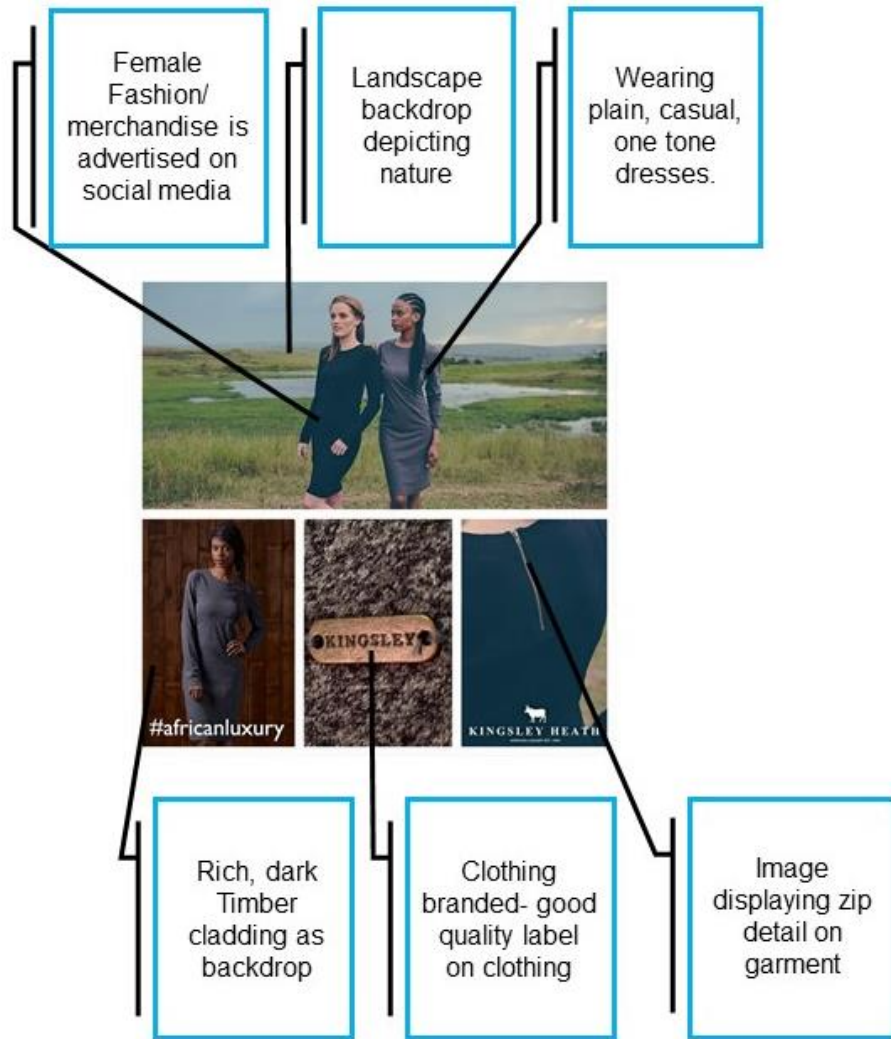 Female
Fashion/
merchandise is
advertised on
social media
Landscape
backdrop
depicting
nature
Wearing
plain, casual,
one tone
dresses.
#africanluxury
KINGSLEY
KINGSLEY HEATH
Rich, dark
Timber
cladding as
backdrop
Clothing
branded- good
quality label
on clothing
Image
displaying zip
detail on
garment